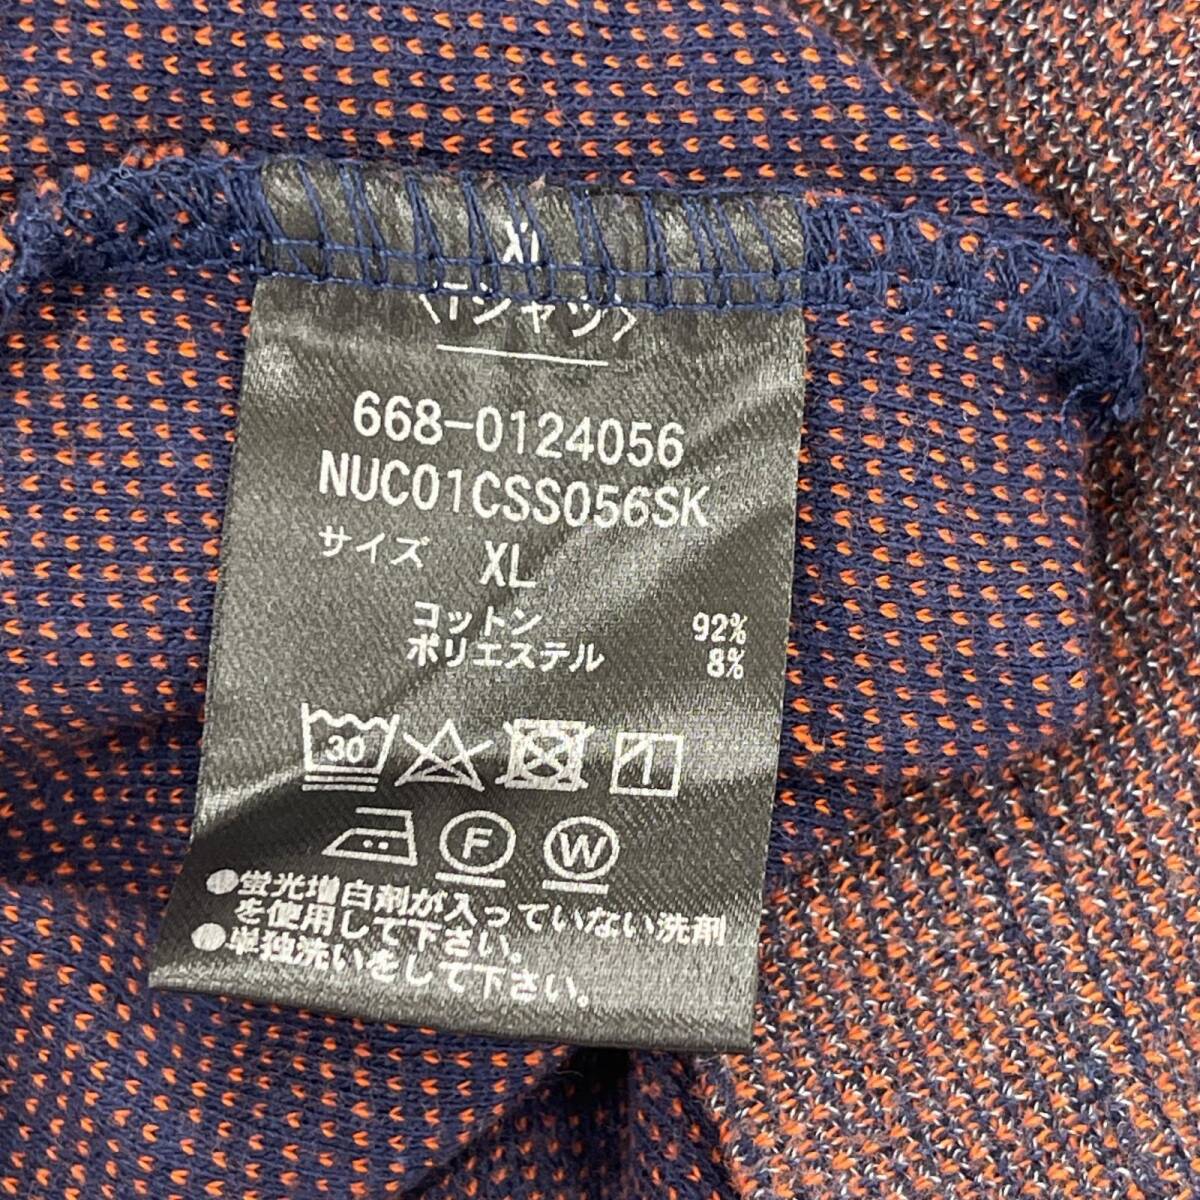 XL
〈Tシャツ〉
668-0124056
NUC01CSS056SK
サイズ XL
コットン 92%
ポリエステル 8%
30
F W
●蛍光増白剤が入っていない洗剤
を使用して下さい。
●単独洗いをして下さい。